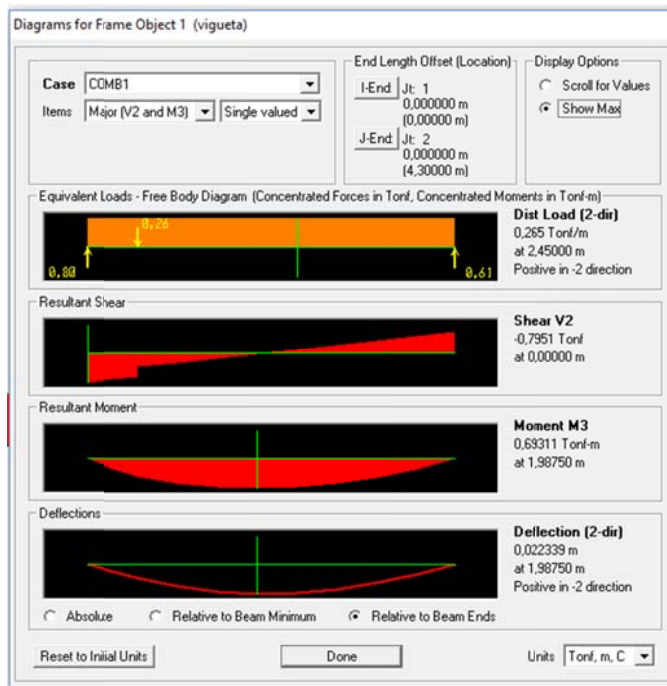 Diagrams for Frame Object 1 (vigueta)
Case COMB1
Items Major (V2 and M3) Single valued
End Length Offset (Location)
I-End Jt: 1
0,000000 m
(0,00000 m)
J-End Jt: 2
0,000000 m
(4,30000 m)
Display Options
Scroll for Values
Show Max
Equivalent Loads - Free Body Diagram (Concentrated Forces in Tonf, Concentrated Moments in Tonf-m)
0,26
0,80
0,61
Dist Load (2-dir)
0,265 Tonf/m
at 2,45000 m
Positive in -2 direction
Resultant Shear
Shear V2
-0,7951 Tonf
at 0,00000 m
Resultant Moment
Moment M3
0,69311 Tonf-m
at 1,98750 m
Deflections
Deflection (2-dir)
0,022339 m
at 1,98750 m
Positive in -2 direction
Absolute Relative to Beam Minimum Relative to Beam Ends
Reset to Initial Units Done Units Tonf, m, C